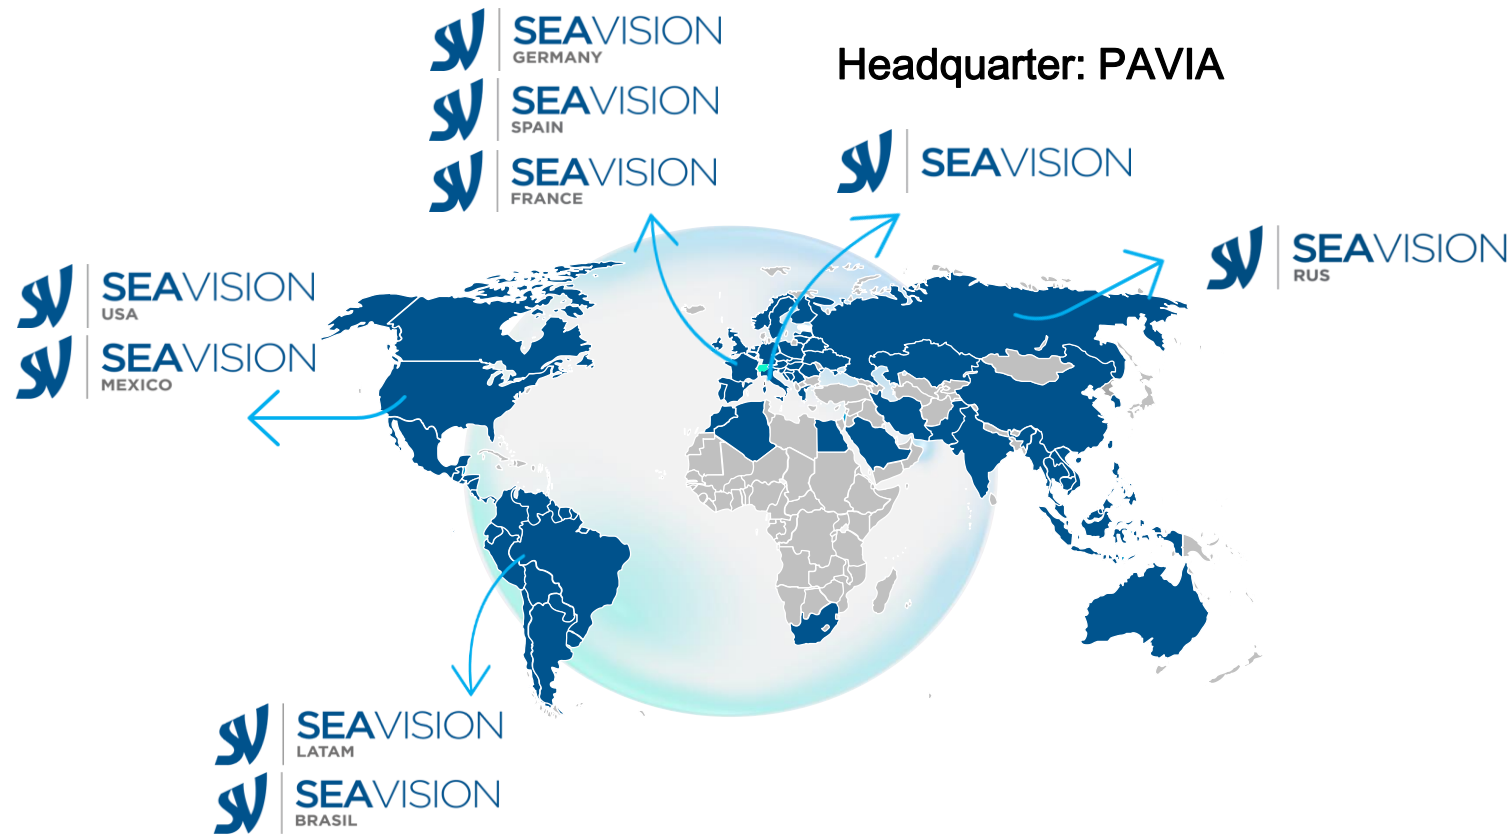 SEAVISION
GERMANY
SEAVISION
SPAIN
SEAVISION
FRANCE
Headquarter: PAVIA
SEAVISION
SEAVISION
RUS
SEAVISION
USA
SEAVISION
MEXICO
SEAVISION
LATAM
SEAVISION
BRASIL